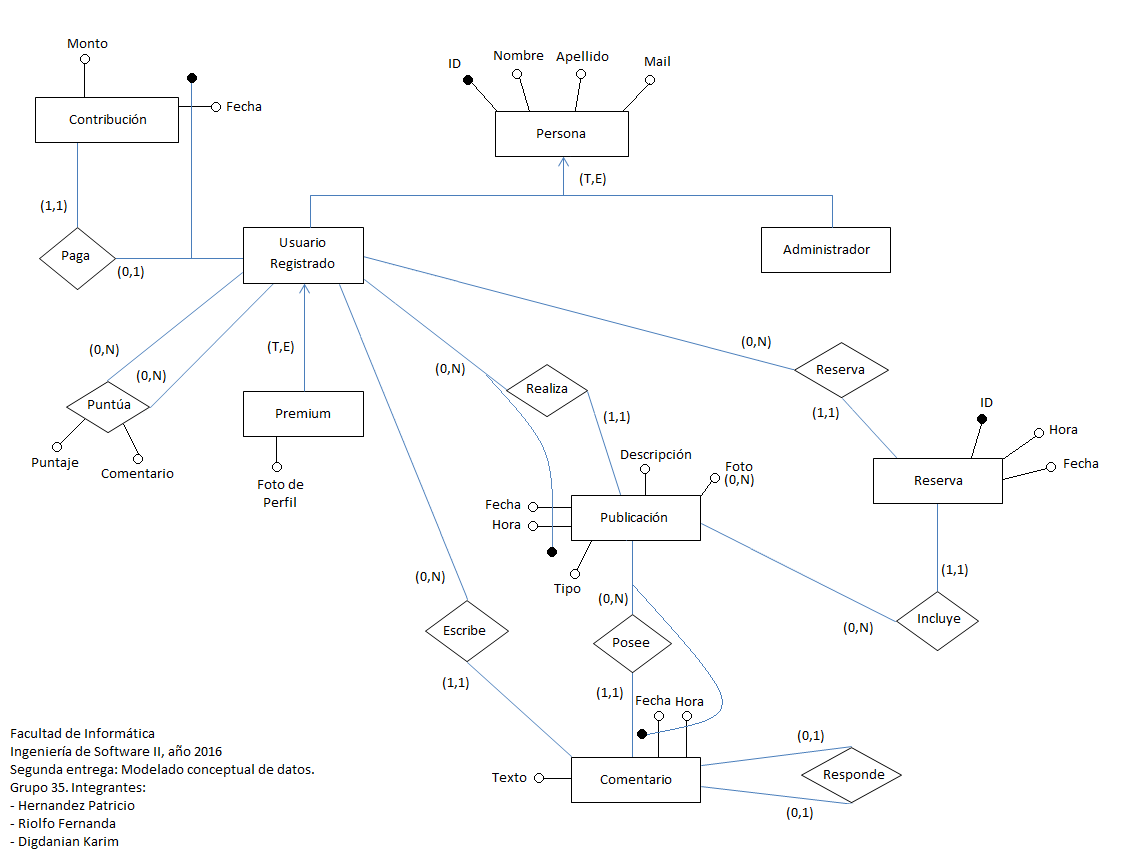 Monto
Fecha
Contribución
ID
Nombre
Apellido
Mail
Persona
(T,E)
(1,1)
Paga
(0,1)
Usuario
Registrado
Administrador
(0,N)
(0,N)
Puntúa
Puntaje
Comentario
(T,E)
Premium
Foto de
Perfil
(0,N)
Realiza
(1,1)
(0,N)
Reserva
(1,1)
ID
Hora
Fecha
Reserva
Descripción
Foto
(0,N)
Fecha
Hora
Publicación
Tipo
(1,1)
(0,N)
Incluye
(0,N)
Escribe
(1,1)
(0,N)
Posee
(1,1)
Fecha
Hora
Texto
Comentario
(0,1)
Responde
(0,1)
Facultad de Informática
Ingeniería de Software II, año 2016
Segunda entrega: Modelado conceptual de datos.
Grupo 35. Integrantes:
- Hernandez Patricio
- Riolfo Fernanda
- Digdanian Karim